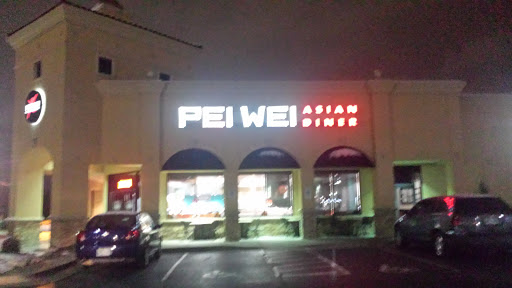 PEI WEI
ASIAN
DINER